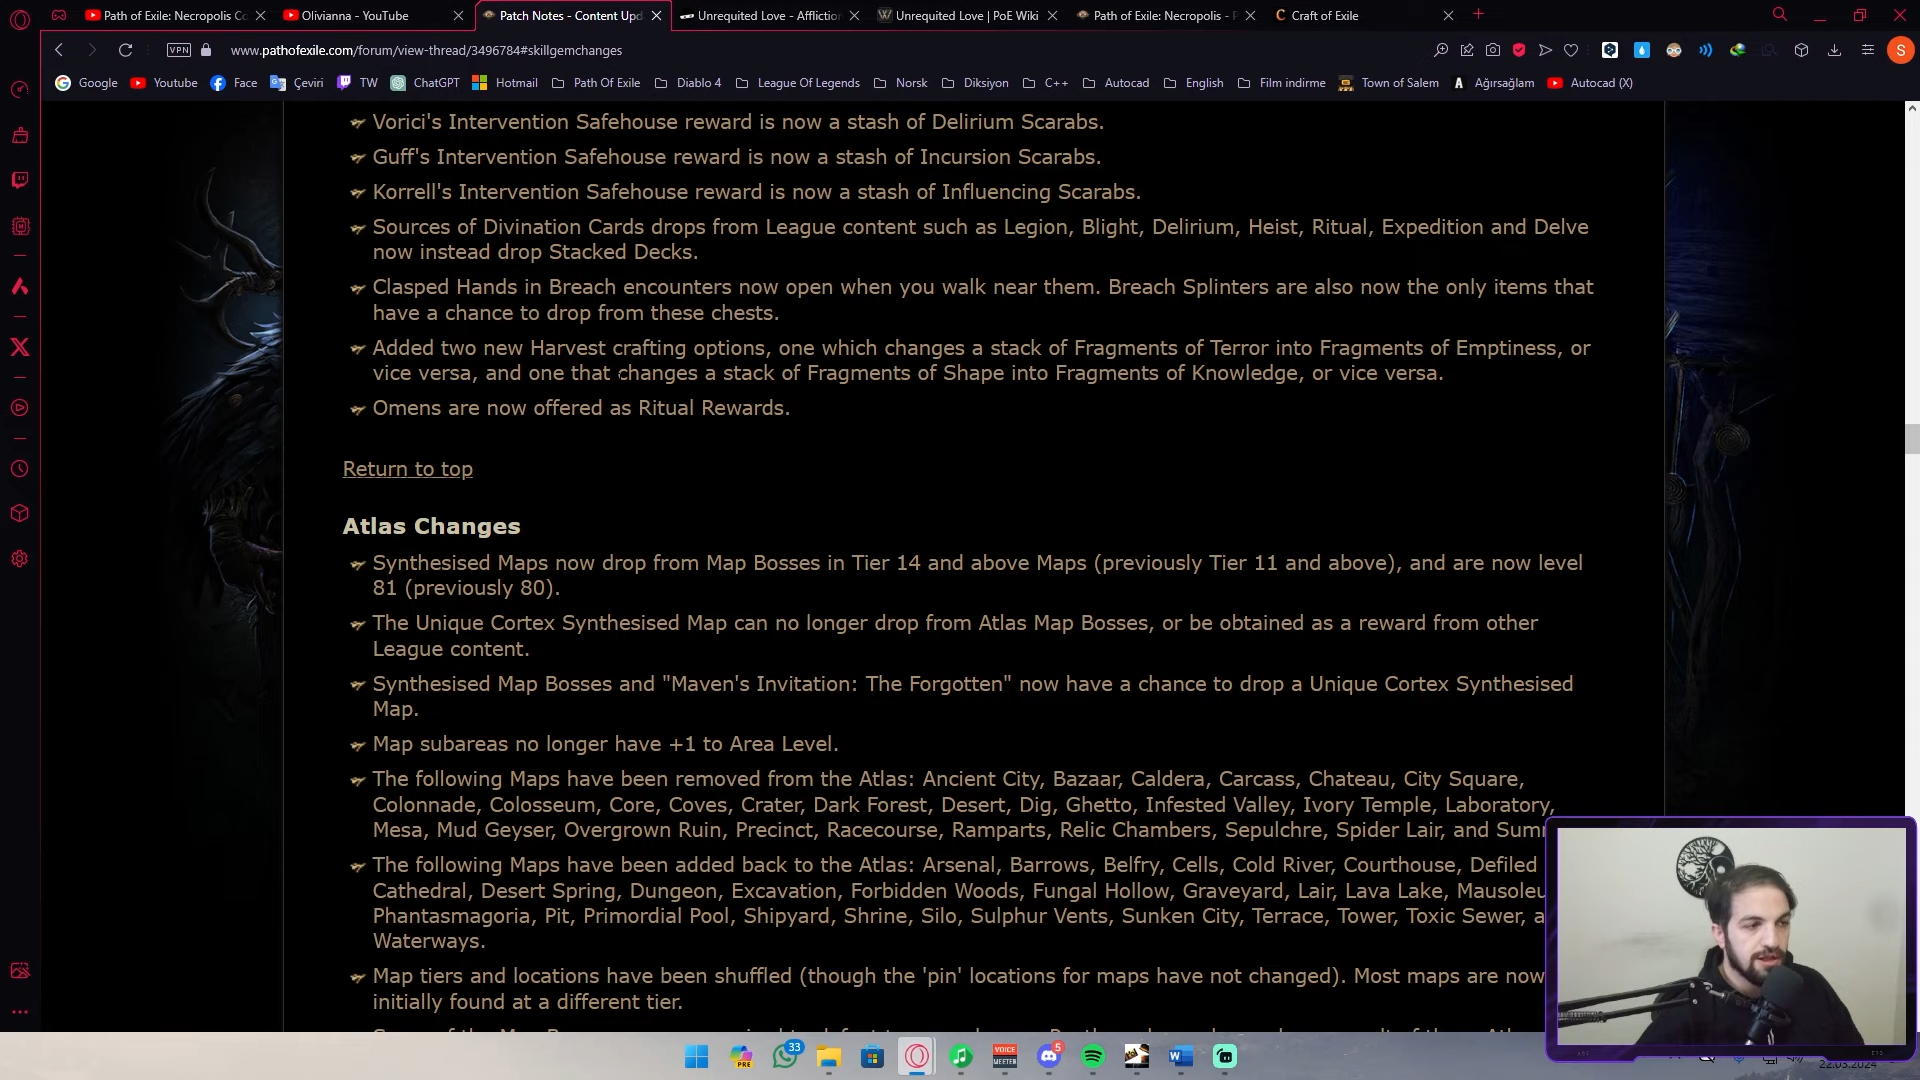 Path of Exile: Necropolis Co
Olivianna - YouTube
Patch Notes - Content Upd
Unrequited Love - Affliction
Unrequited Love | PoE Wiki
Path of Exile: Necropolis - P
Craft of Exile
VPN
www.pathofexile.com/forum/view-thread/3496784#skillgemchanges
S
Google
Youtube
Face
Çeviri
TW
ChatGPT
Hotmail
Path Of Exile
Diablo 4
League Of Legends
Norsk
Diksiyon
C++
Autocad
English
Film indirme
Town of Salem
Ağırsağlam
Autocad (X)
Vorici's Intervention Safehouse reward is now a stash of Delirium Scarabs.
Guff's Intervention Safehouse reward is now a stash of Incursion Scarabs.
Korrell's Intervention Safehouse reward is now a stash of Influencing Scarabs.
Sources of Divination Cards drops from League content such as Legion, Blight, Delirium, Heist, Ritual, Expedition and Delve
now instead drop Stacked Decks.
Clasped Hands in Breach encounters now open when you walk near them. Breach Splinters are also now the only items that
have a chance to drop from these chests.
Added two new Harvest crafting options, one which changes a stack of Fragments of Terror into Fragments of Emptiness, or
vice versa, and one that changes a stack of Fragments of Shape into Fragments of Knowledge, or vice versa.
Omens are now offered as Ritual Rewards.
Return to top
Atlas Changes
Synthesised Maps now drop from Map Bosses in Tier 14 and above Maps (previously Tier 11 and above), and are now level
81 (previously 80).
The Unique Cortex Synthesised Map can no longer drop from Atlas Map Bosses, or be obtained as a reward from other
League content.
Synthesised Map Bosses and "Maven's Invitation: The Forgotten" now have a chance to drop a Unique Cortex Synthesised
Map.
Map subareas no longer have +1 to Area Level.
The following Maps have been removed from the Atlas: Ancient City, Bazaar, Caldera, Carcass, Chateau, City Square,
Colonnade, Colosseum, Core, Coves, Crater, Dark Forest, Desert, Dig, Ghetto, Infested Valley, Ivory Temple, Laboratory,
Mesa, Mud Geyser, Overgrown Ruin, Precinct, Racecourse, Ramparts, Relic Chambers, Sepulchre, Spider Lair, and Sum
The following Maps have been added back to the Atlas: Arsenal, Barrows, Belfry, Cells, Cold River, Courthouse, Defiled
Cathedral, Desert Spring, Dungeon, Excavation, Forbidden Woods, Fungal Hollow, Graveyard, Lair, Lava Lake, Mausoleu
Phantasmagoria, Pit, Primordial Pool, Shipyard, Shrine, Silo, Sulphur Vents, Sunken City, Terrace, Tower, Toxic Sewer, a
Waterways.
Map tiers and locations have been shuffled (though the 'pin' locations for maps have not changed). Most maps are now
initially found at a different tier.
PRE
33
VOICE
MEETER
5
22.03.2024